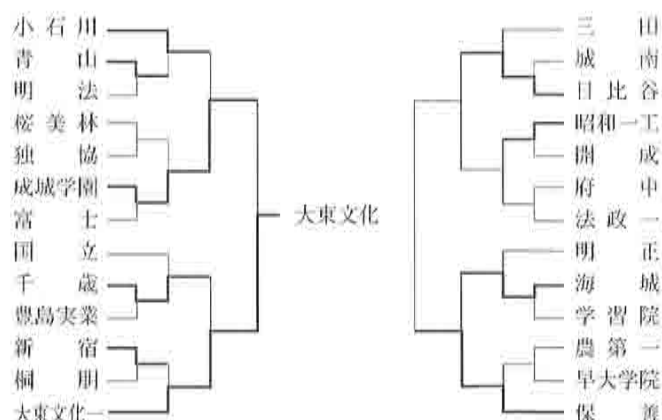 小石川
青山
明法
桜美林
独協
成城学園
富士
国立
千歳
豊島実業
新宿
桐朋
大東文化一
大東文化
三田
城南
日比谷
昭和一工
開成
府中
法政一
明正
海城
学習院
農第一
早大学院
保善